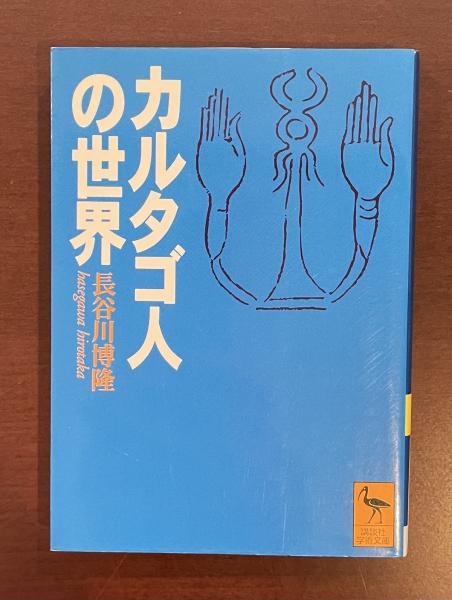 カルタゴ人
の世界
長谷川博隆
hasegawa hirotaka
講談社
学術文庫